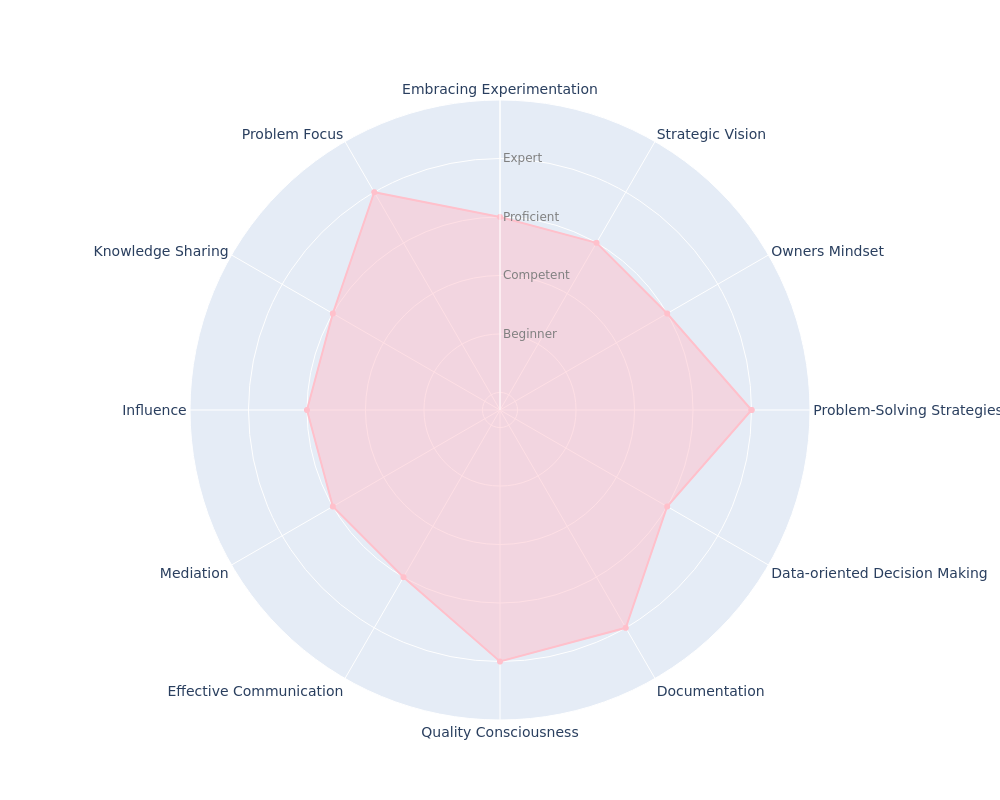 Embracing Experimentation
Problem Focus
Strategic Vision
Expert
Proficient
Knowledge Sharing
Owners Mindset
Competent
Beginner
Influence
Problem-Solving Strategies
Mediation
Data-oriented Decision Making
Effective Communication
Documentation
Quality Consciousness